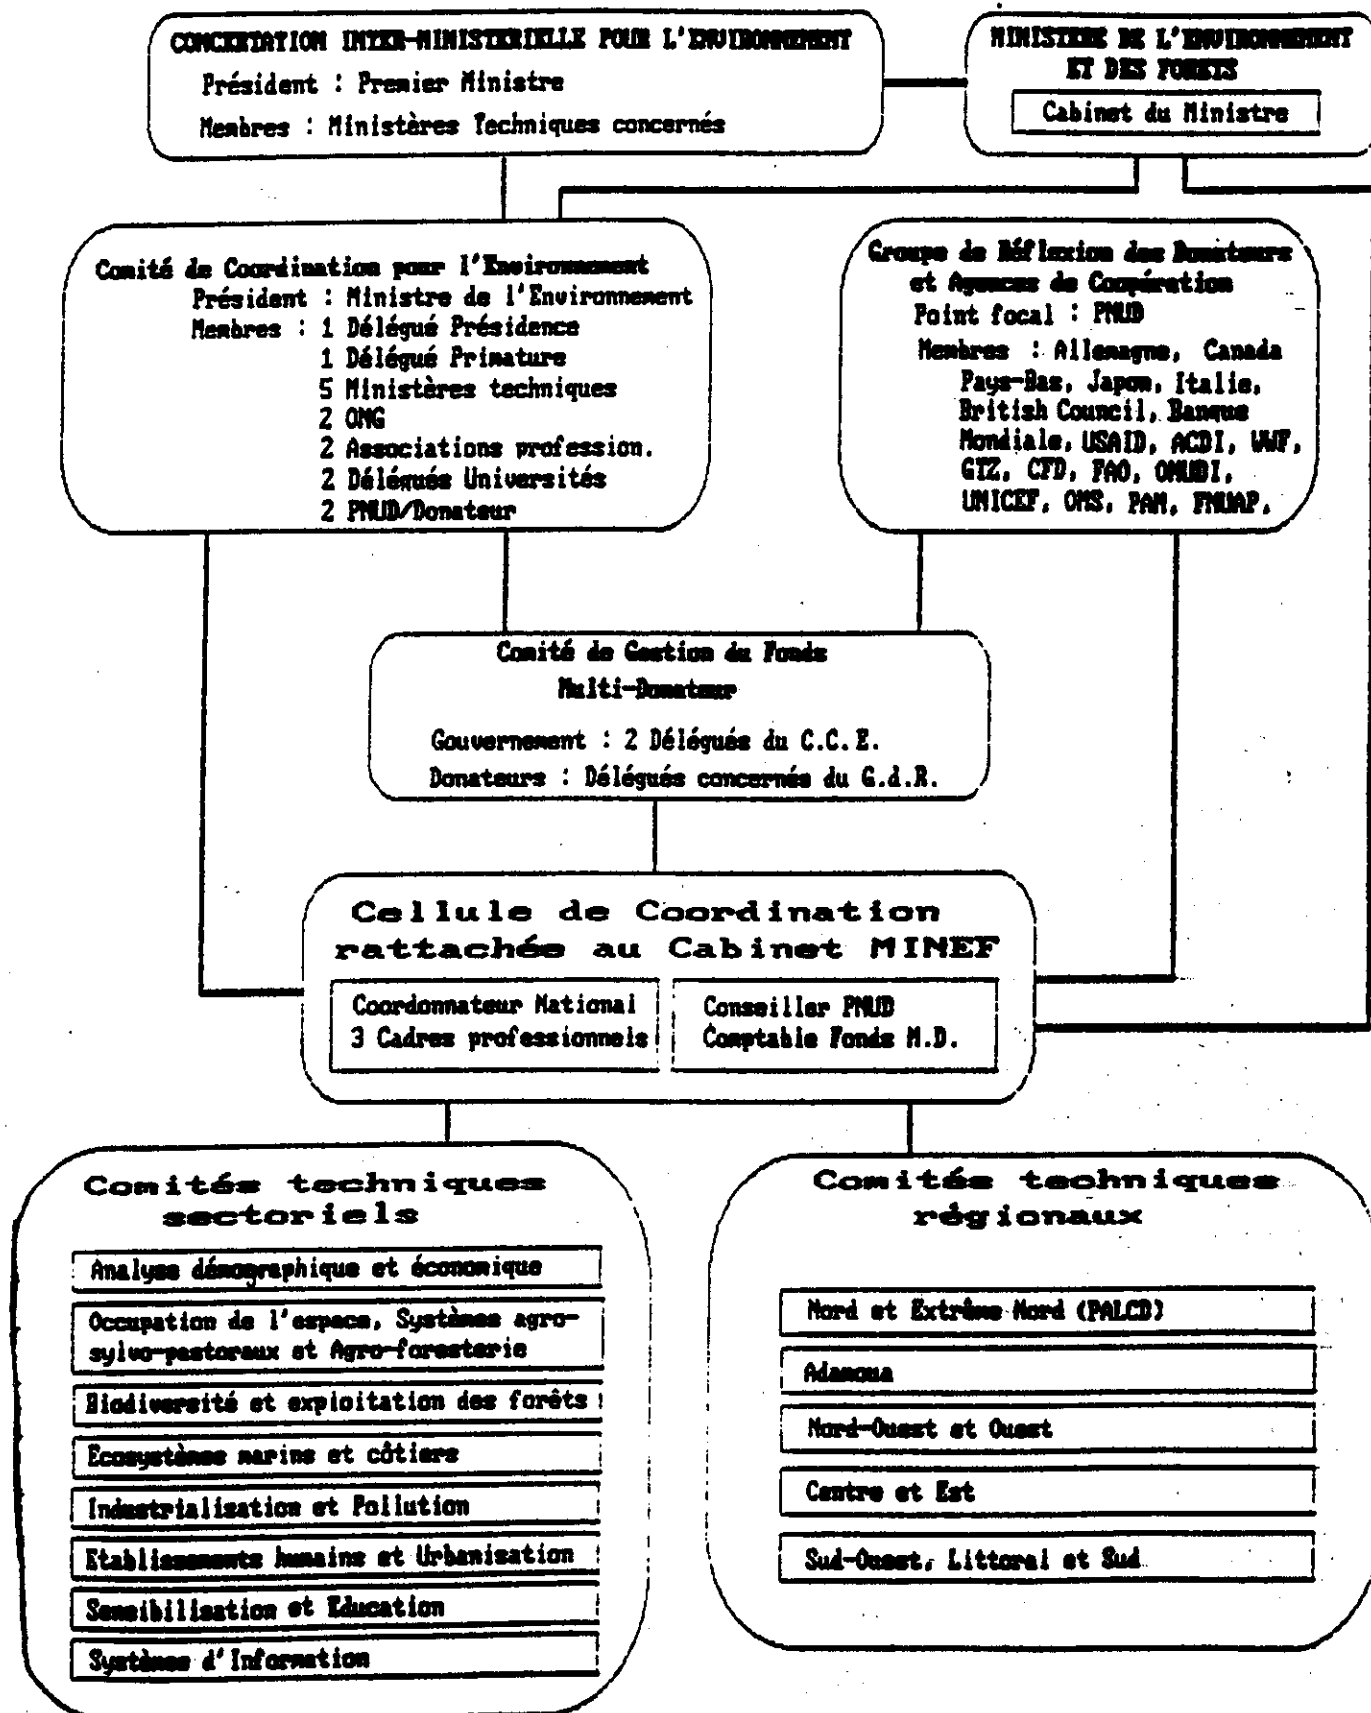 CONCERTATION INTER-MINISTERIELLE POUR L'ENVIRONNEMENT
Président : Premier Ministre
Membres : Ministères Techniques concernés
MINISTERE DE L'ENVIRONNEMENT
ET DES FORETS
Cabinet du Ministre
Comité de Coordination pour l'Environnement
Président : Ministre de l'Environnement
Membres : 1 Délégué Présidence
1 Délégué Primature
5 Ministères techniques
2 ONG
2 Associations profession.
2 Délégués Universités
2 PNUD/Donateur
Groupe de Réflexion des Donateurs
et Agences de Coopération
Point focal : PNUD
Membres : Allemagne, Canada
Pays-Bas, Japon, Italie,
British Council, Banque
Mondiale, USAID, ACDI, WWF,
GTZ, CFD, FAO, ONUDI,
UNICEF, OMS, PAM, FNUAP,
Comité de Gestion du Fonds
Multi-Donateur
Gouvernement : 2 Délégués du C.C.E.
Donateurs : Délégués concernés du G.d.R.
Cellule de Coordination
rattachée au Cabinet MINEF
Coordonnateur National
3 Cadres professionnels
Conseiller PNUD
Comptable Fonds M.D.
Comités techniques
sectoriels
Analyse démographique et économique
Occupation de l'espace, Systèmes agro-
sylvo-pastoraux et Agro-foresterie
Biodiversité et exploitation des forêts
Ecosystèmes marins et côtiers
Industrialisation et Pollution
Etablissements humains et Urbanisation
Sensibilisation et Education
Systèmes d'Information
Comités techniques
régionaux
Nord et Extrême Nord (PALCD)
Adamoua
Nord-Ouest et Ouest
Centre et Est
Sud-Ouest, Littoral et Sud